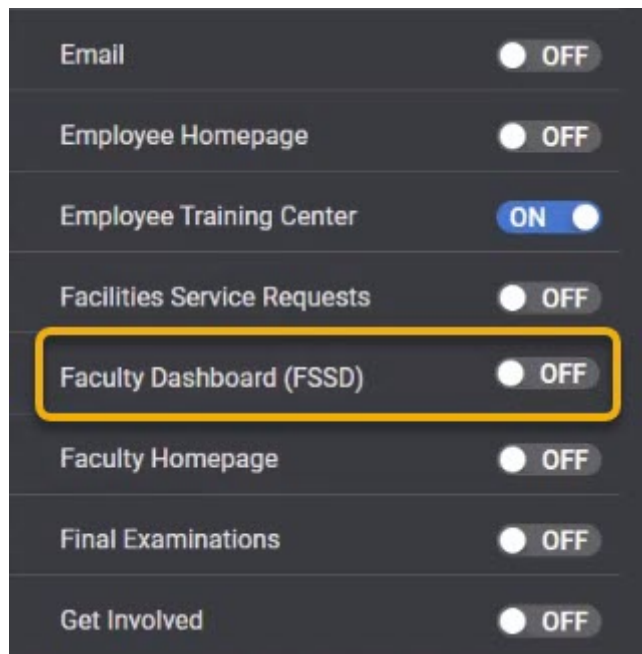 Email OFF
Employee Homepage OFF
Employee Training Center ON
Facilities Service Requests OFF
Faculty Dashboard (FSSD) OFF
Faculty Homepage OFF
Final Examinations OFF
Get Involved OFF